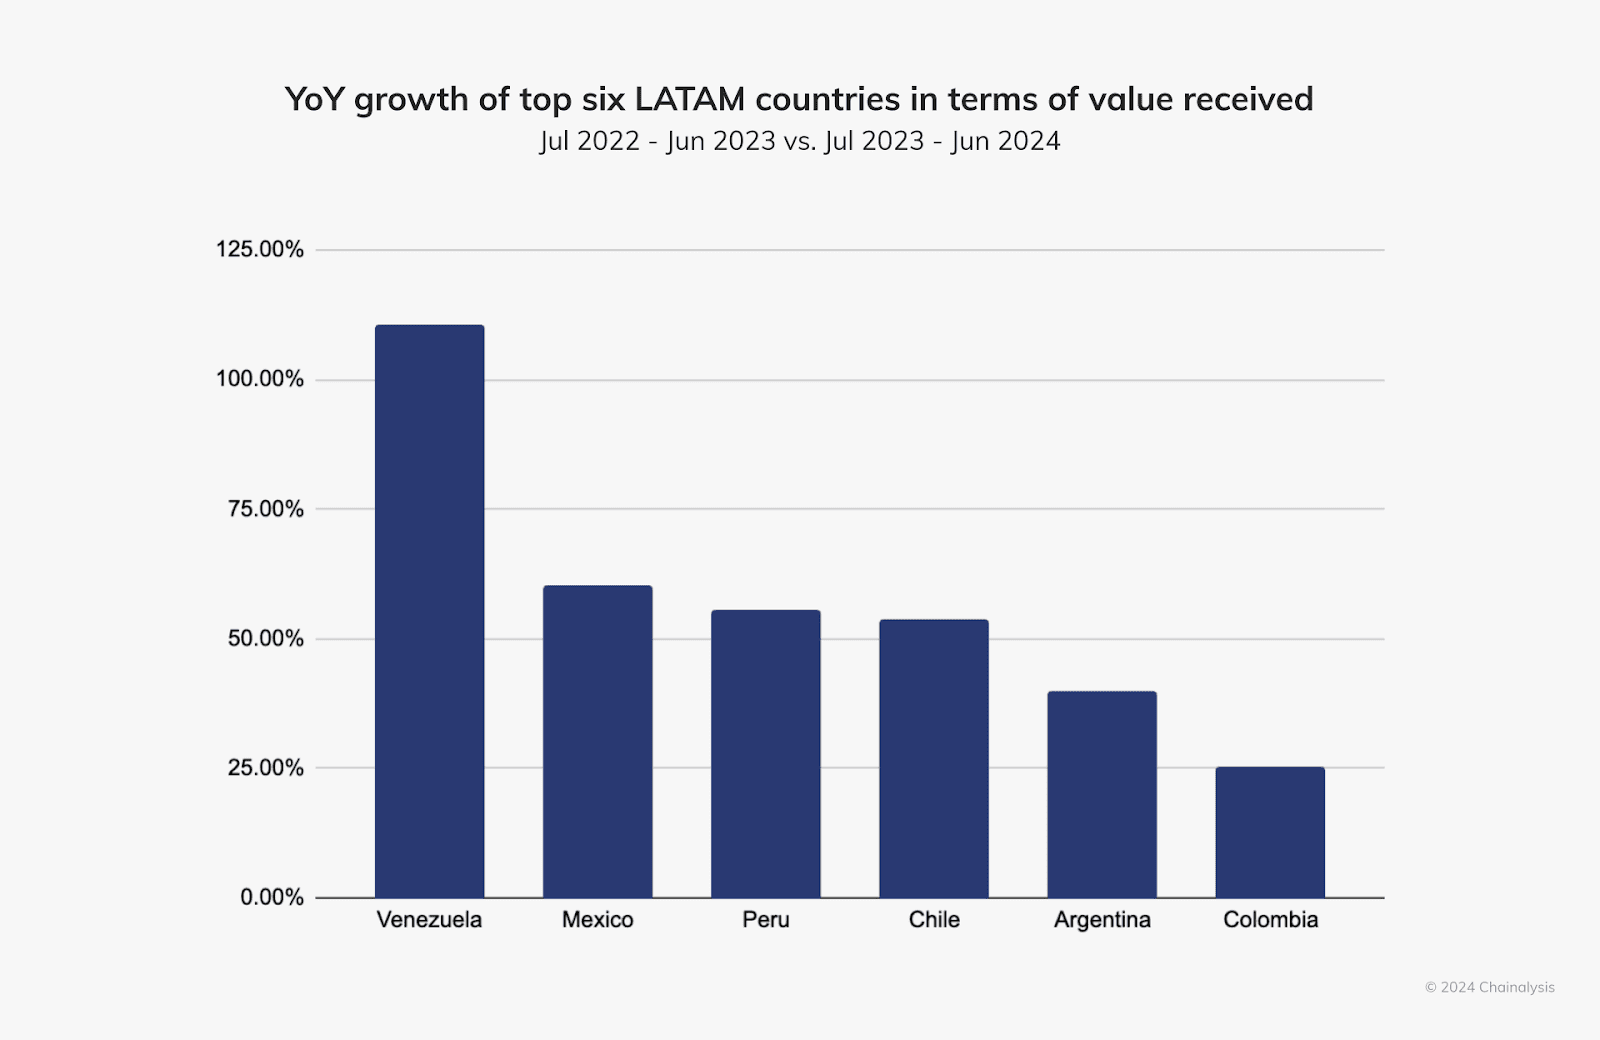 YoY growth of top six LATAM countries in terms of value received
Jul 2022 - Jun 2023 vs. Jul 2023 - Jun 2024
125.00%
100.00%
75.00%
50.00%
25.00%
0.00%
Venezuela Mexico Peru Chile Argentina Colombia
© 2024 Chainalysis